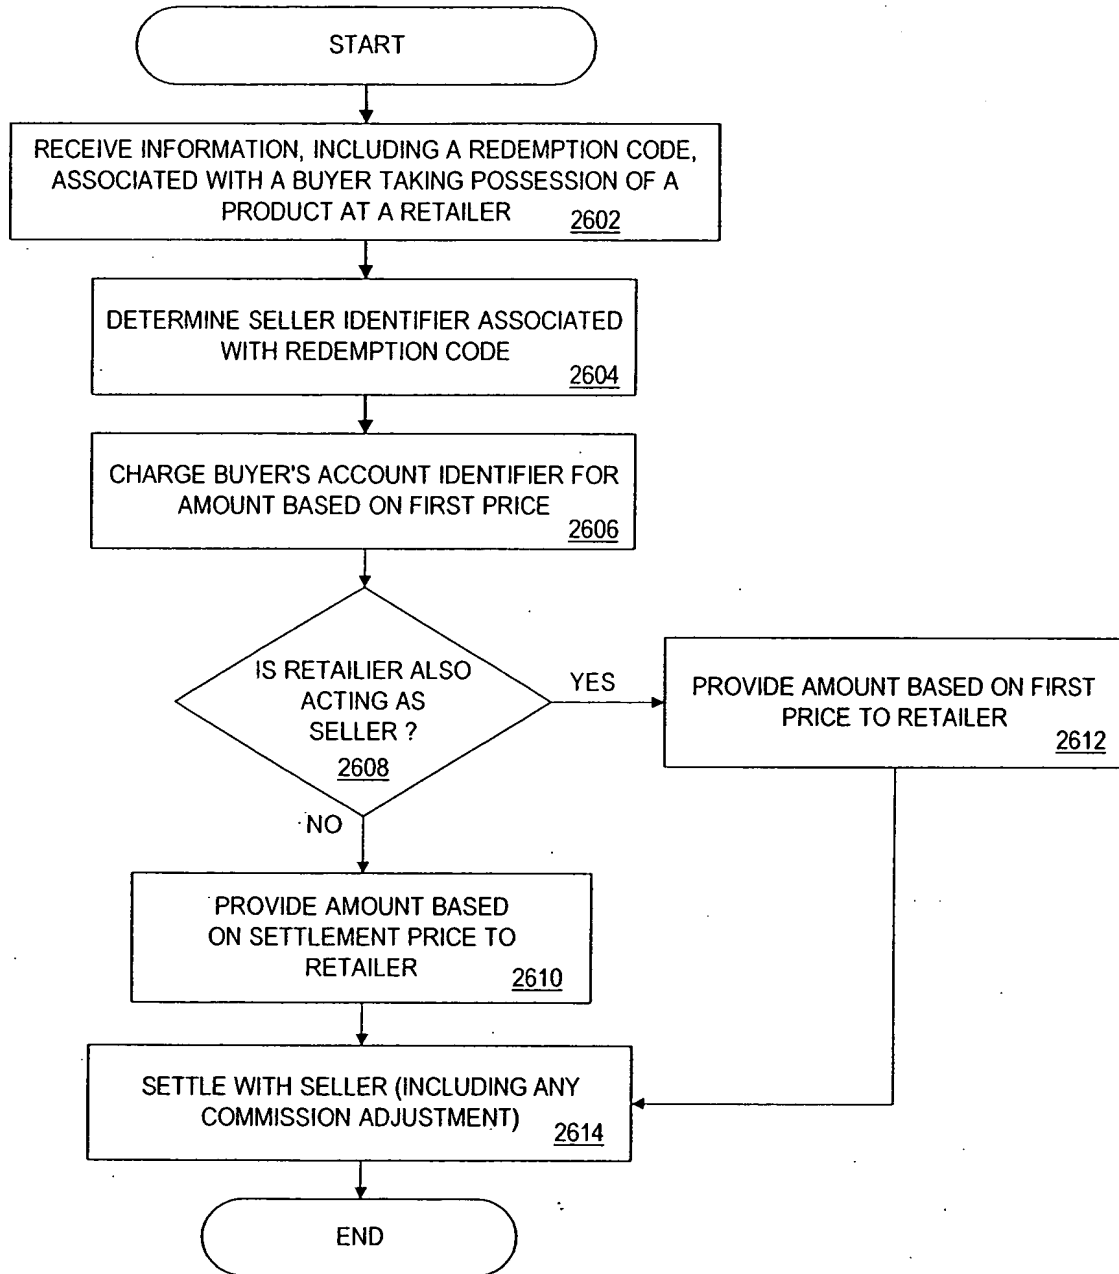 START
RECEIVE INFORMATION, INCLUDING A REDEMPTION CODE,
ASSOCIATED WITH A BUYER TAKING POSSESSION OF A
PRODUCT AT A RETAILER
2602
DETERMINE SELLER IDENTIFIER ASSOCIATED
WITH REDEMPTION CODE
2604
CHARGE BUYER'S ACCOUNT IDENTIFIER FOR
AMOUNT BASED ON FIRST PRICE
2606
IS RETAILIER ALSO
ACTING AS
SELLER ?
2608
YES
PROVIDE AMOUNT BASED ON FIRST
PRICE TO RETAILER
2612
NO
PROVIDE AMOUNT BASED
ON SETTLEMENT PRICE TO
RETAILER
2610
SETTLE WITH SELLER (INCLUDING ANY
COMMISSION ADJUSTMENT)
2614
END